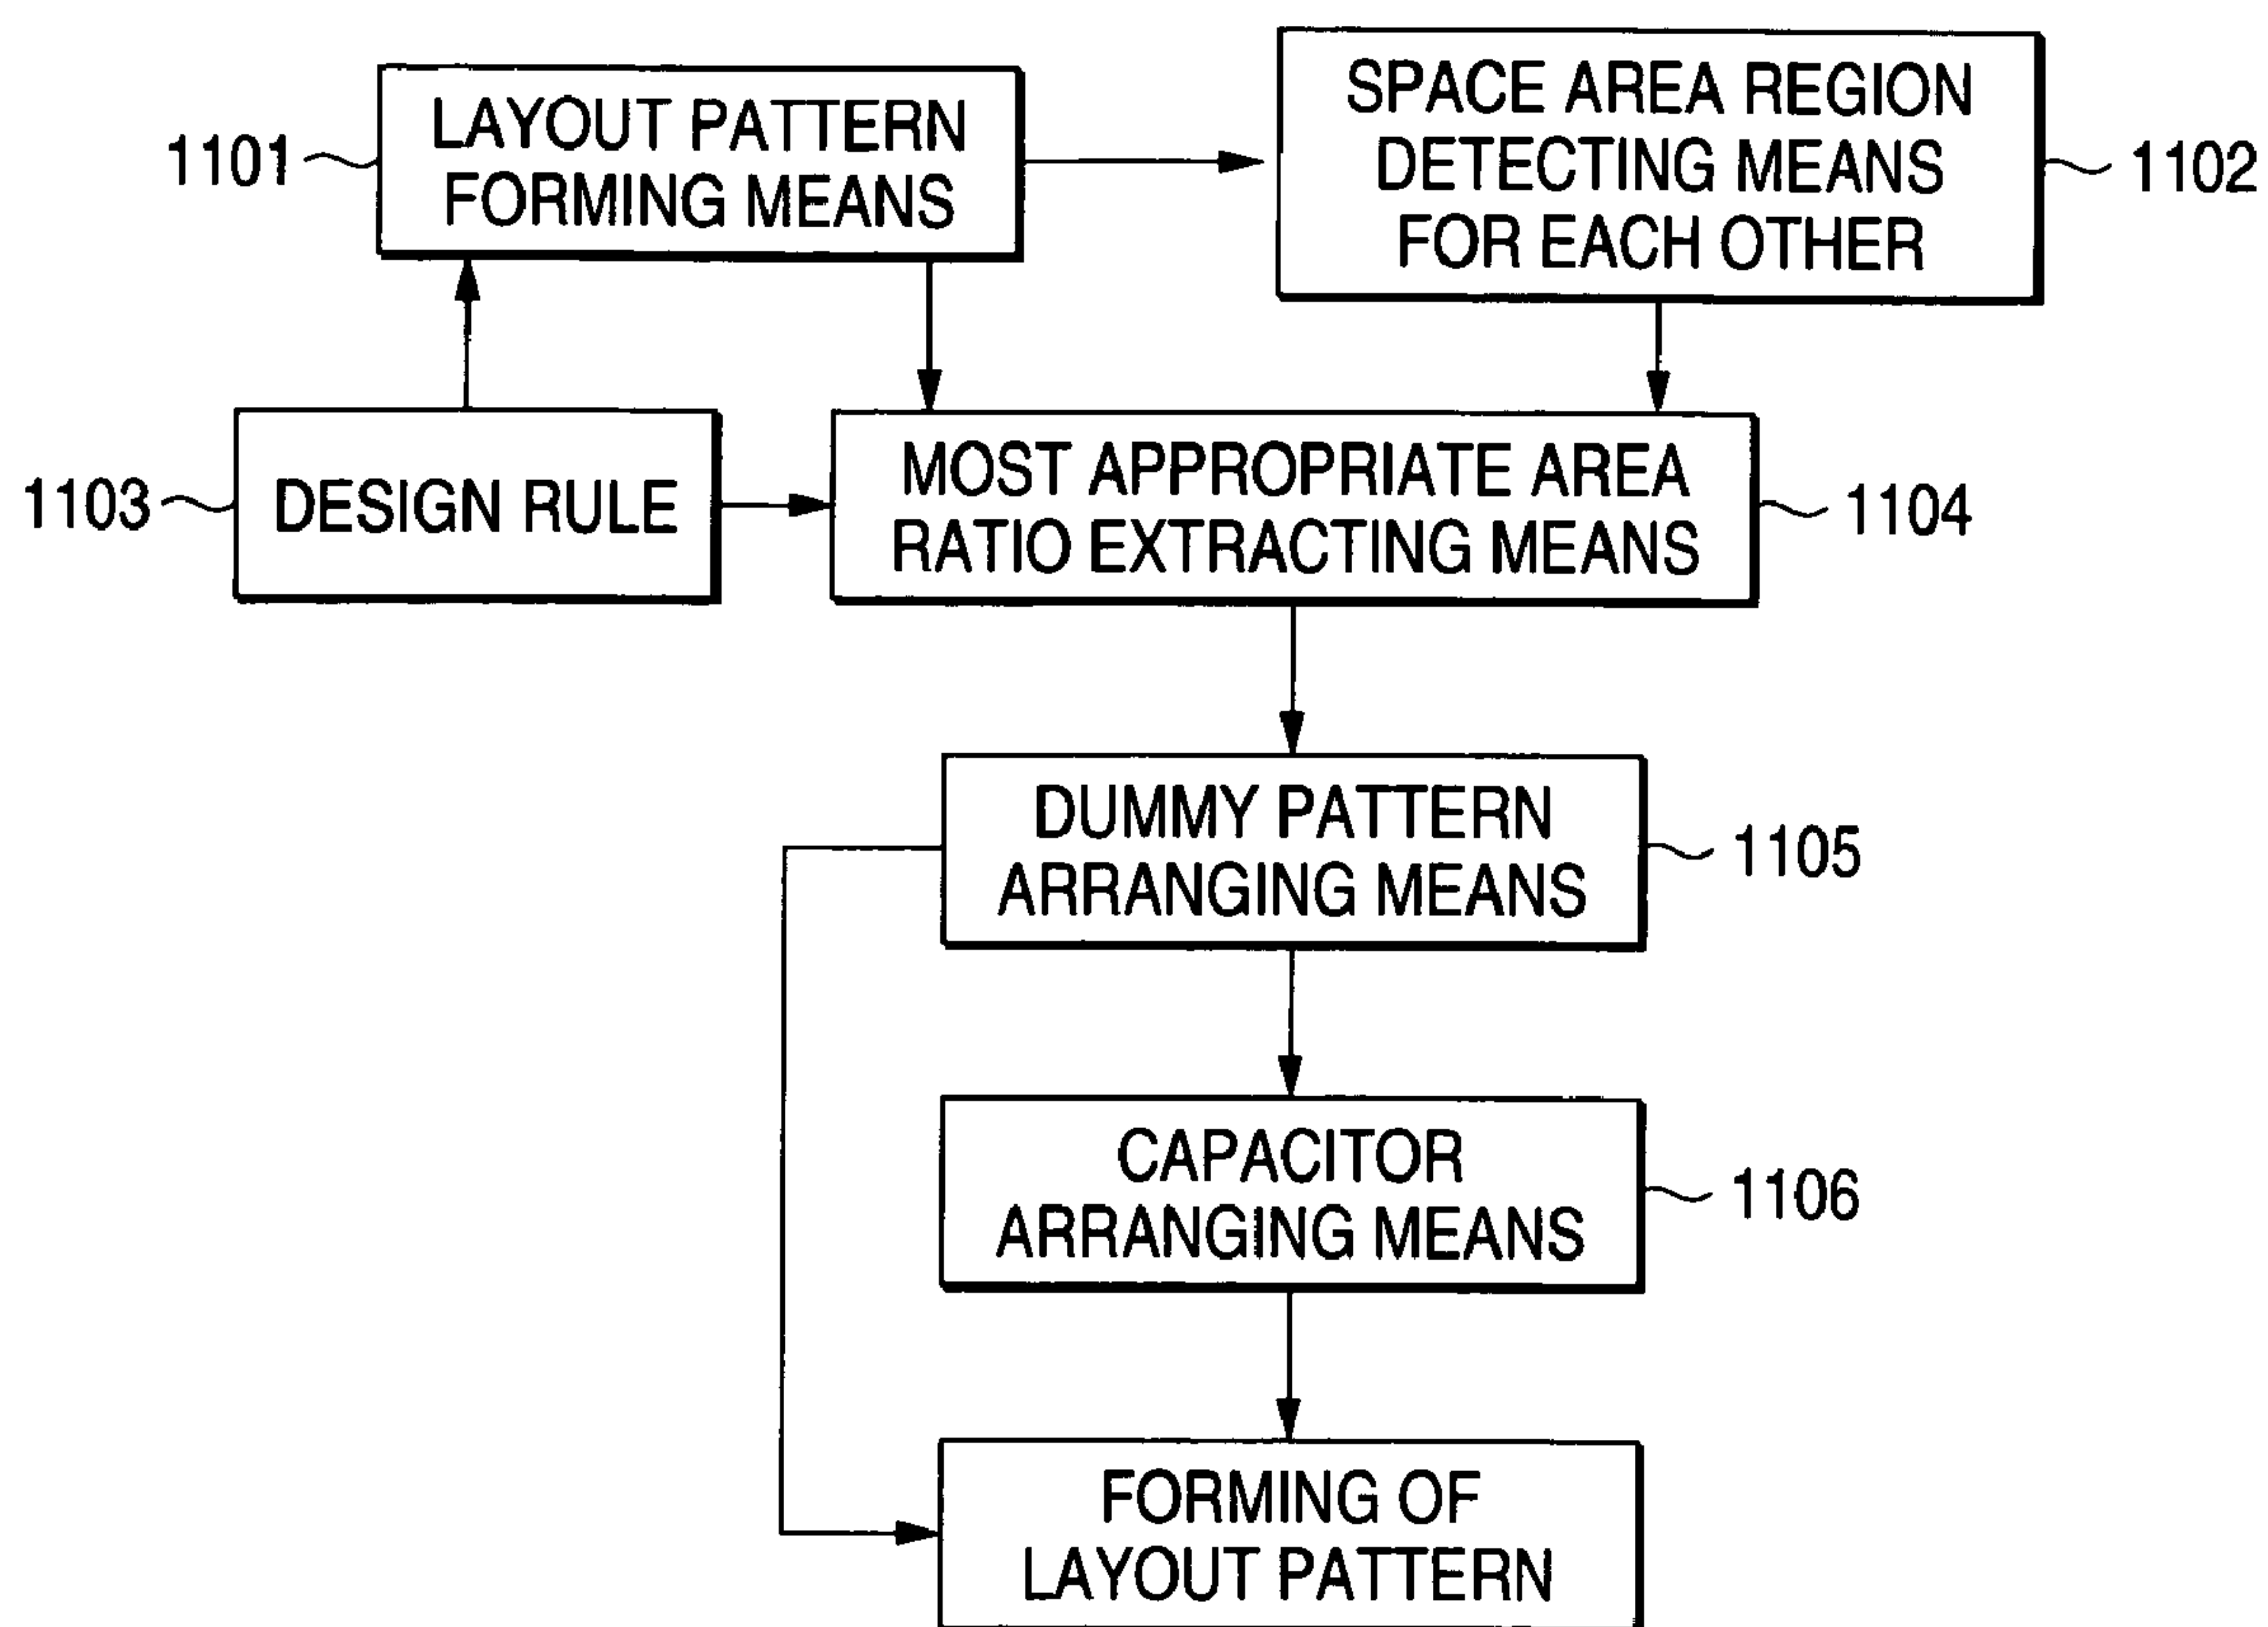 LAYOUT PATTERN
FORMING MEANS
1101
SPACE AREA REGION
DETECTING MEANS
FOR EACH OTHER
1102
1103
DESIGN RULE
MOST APPROPRIATE AREA
RATIO EXTRACTING MEANS
1104
DUMMY PATTERN
ARRANGING MEANS
1105
CAPACITOR
ARRANGING MEANS
1106
FORMING OF
LAYOUT PATTERN